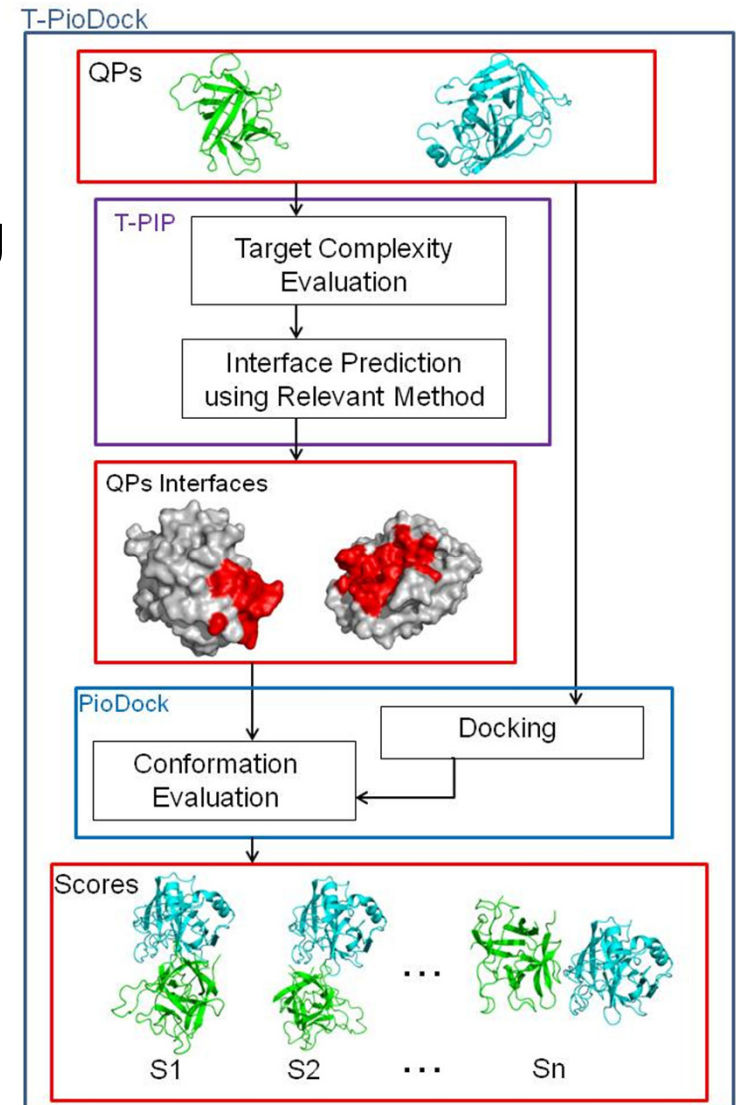 T-PioDock
QPs
T-PIP
Target Complexity
Evaluation
Interface Prediction
using Relevant Method
QPs Interfaces
PioDock
Docking
Conformation
Evaluation
Scores
...
S1 S2 ... Sn